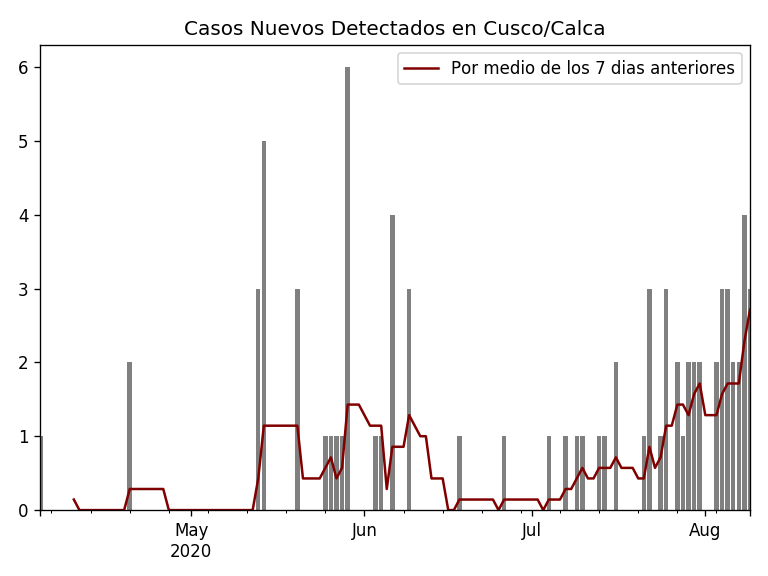 Casos Nuevos Detectados en Cusco/Calca
Por medio de los 7 dias anteriores
6
5
4
3
2
1
0
May Jun Jul Aug
2020